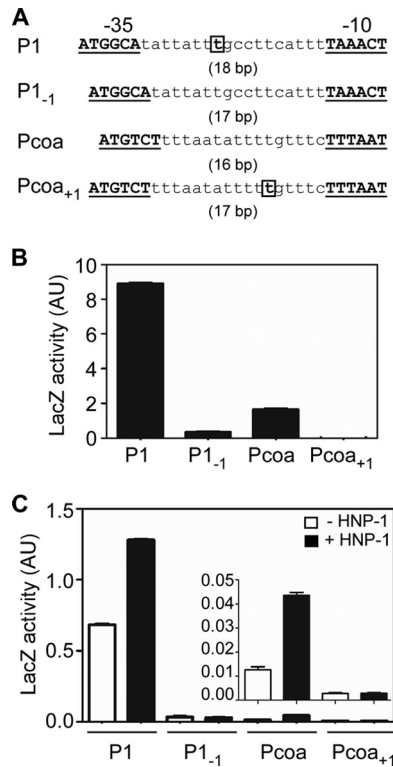 A
-35 -10
P1 ATGGCAtattatttgccttcatttTAAACT
(18 bp)
P1-1 ATGGCAtattattgccttcatttTAAACT
(17 bp)
Pcoa ATGTCTtttaatattttgtttcTTTAAT
(16 bp)
Pcoa+1 ATGTCTtttaatatttttgtttcTTTAAT
(17 bp)
B
LacZ activity (AU)
10
8
6
4
2
0
P1 P1-1 Pcoa Pcoa+1
C
LacZ activity (AU)
1.5
1.0
0.5
0.0
- HNP-1
+ HNP-1
0.05
0.04
0.03
0.02
0.01
0.00
P1 P1-1 Pcoa Pcoa+1